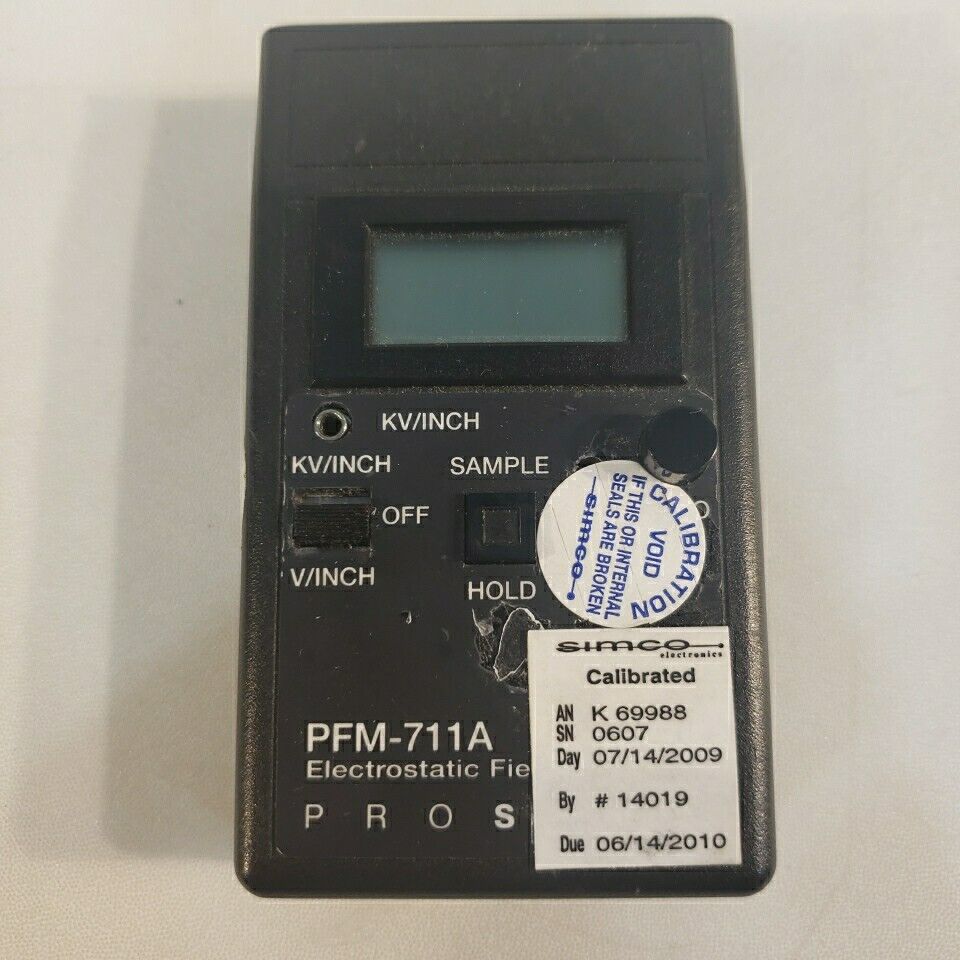 KV/INCH
KV/INCH
SAMPLE
OFF
V/INCH
HOLD
CALIBRATION
VOID
IF THIS OR INTERNAL
SEALS ARE BROKEN
simco
simco
electronics
Calibrated
AN K 69988
SN 0607
Day 07/14/2009
By # 14019
Due 06/14/2010
PFM-711A
Electrostatic Fie
PROS